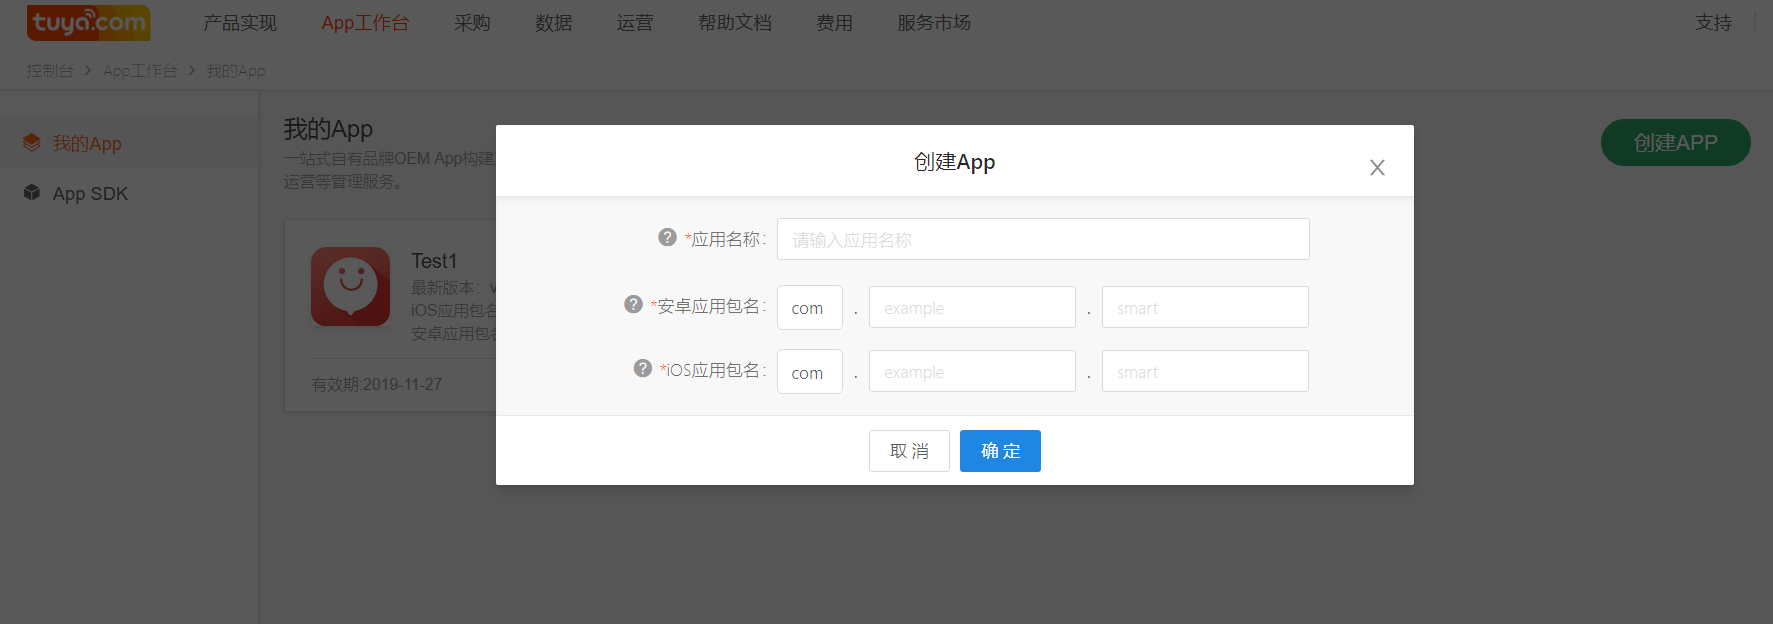 tuya.com
产品实现 App工作台 采购 数据 运营 帮助文档 费用 服务市场 支持
控制台 > App工作台 > 我的App
我的App
App SDK
我的App
一站式自有品牌OEM App构建
运营等管理服务。
创建APP
Test1
最新版本:
iOS应用包名
安卓应用包名
有效期:2019-11-27
创建App
X
? *应用名称: 请输入应用名称
? *安卓应用包名: com . example . smart
? *iOS应用包名: com . example . smart
取 消 确 定